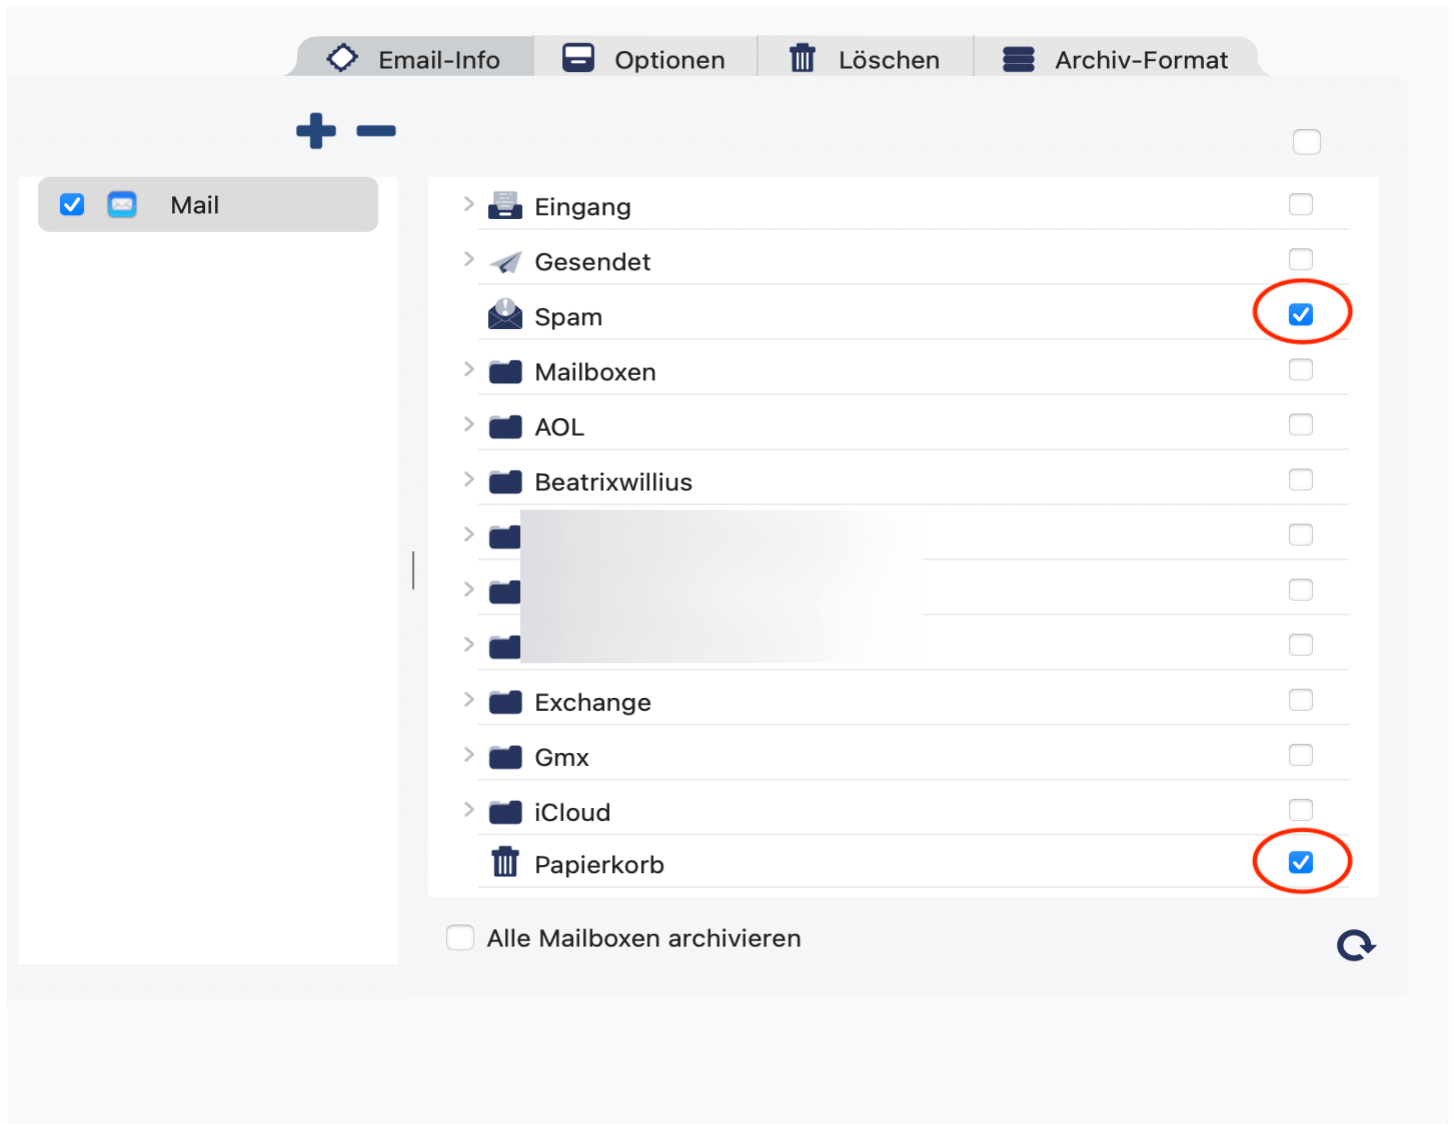 Email-Info
Optionen
Löschen
Archiv-Format
Mail
Eingang
Gesendet
Spam
Mailboxen
AOL
Beatrixwillius
Exchange
Gmx
iCloud
Papierkorb
Alle Mailboxen archivieren